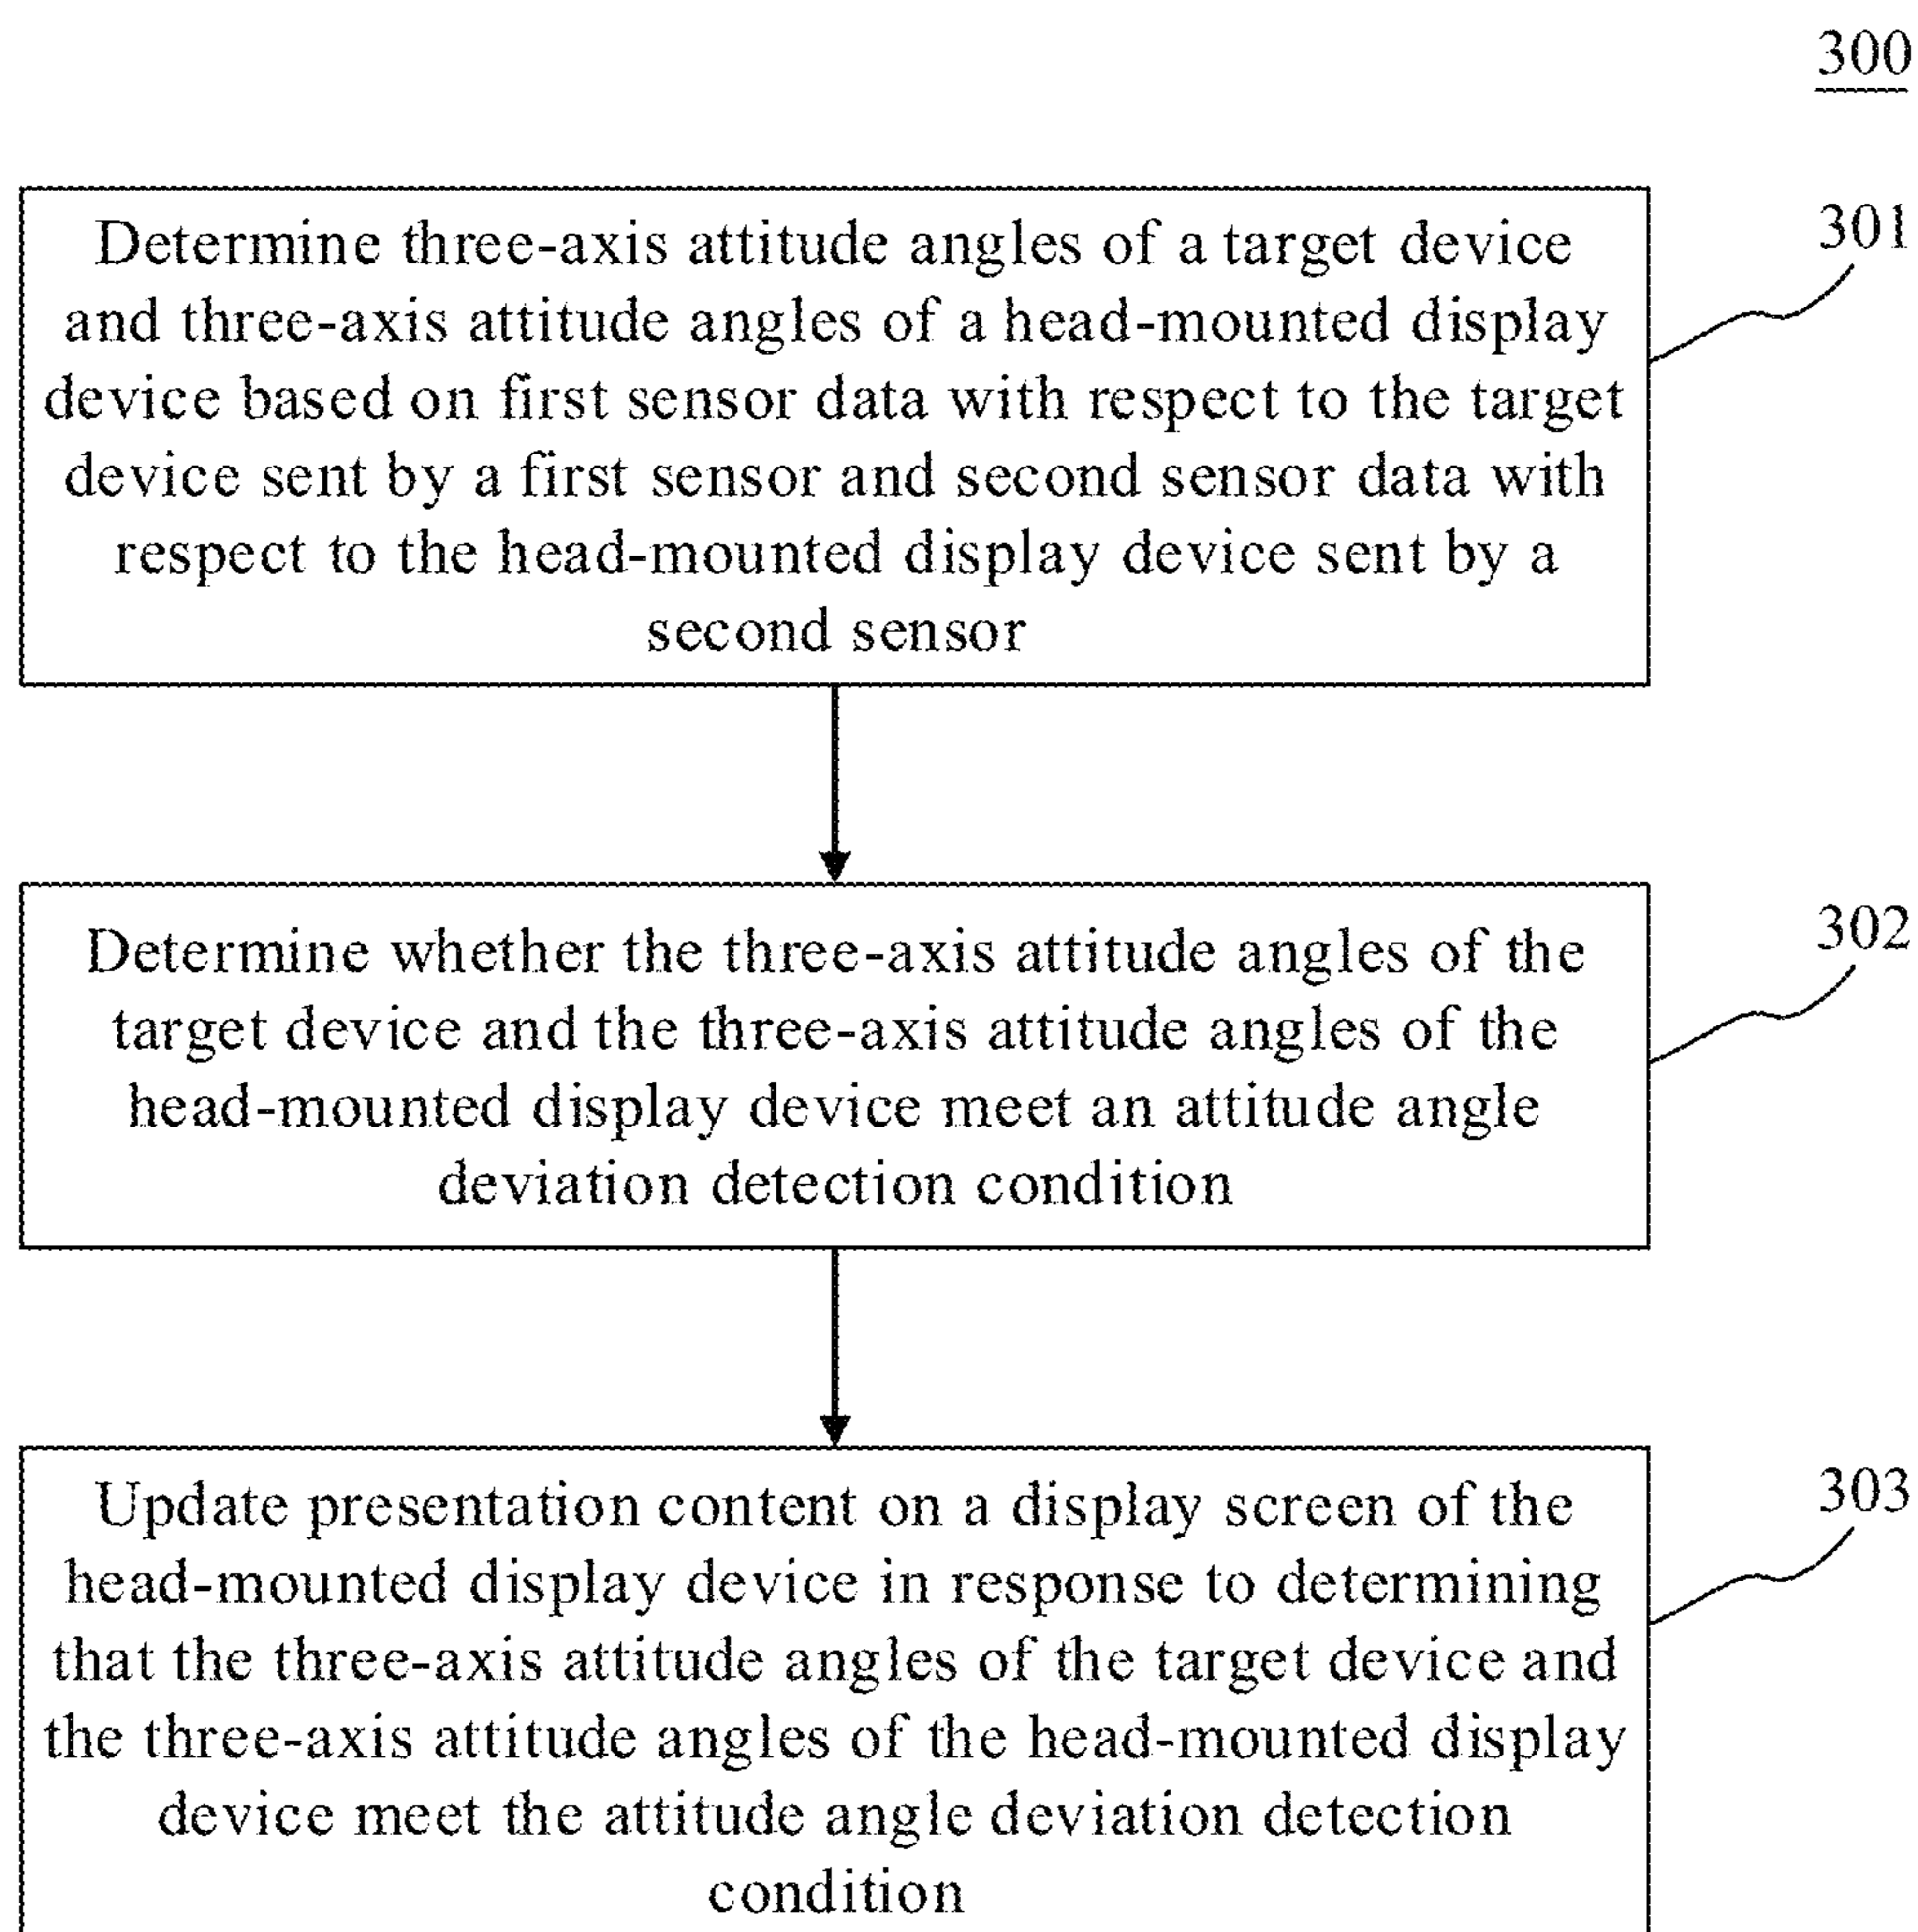 300
Determine three-axis attitude angles of a target device
and three-axis attitude angles of a head-mounted display
device based on first sensor data with respect to the target
device sent by a first sensor and second sensor data with
respect to the head-mounted display device sent by a
second sensor
301
Determine whether the three-axis attitude angles of the
target device and the three-axis attitude angles of the
head-mounted display device meet an attitude angle
deviation detection condition
302
Update presentation content on a display screen of the
head-mounted display device in response to determining
that the three-axis attitude angles of the target device and
the three-axis attitude angles of the head-mounted display
device meet the attitude angle deviation detection
condition
303